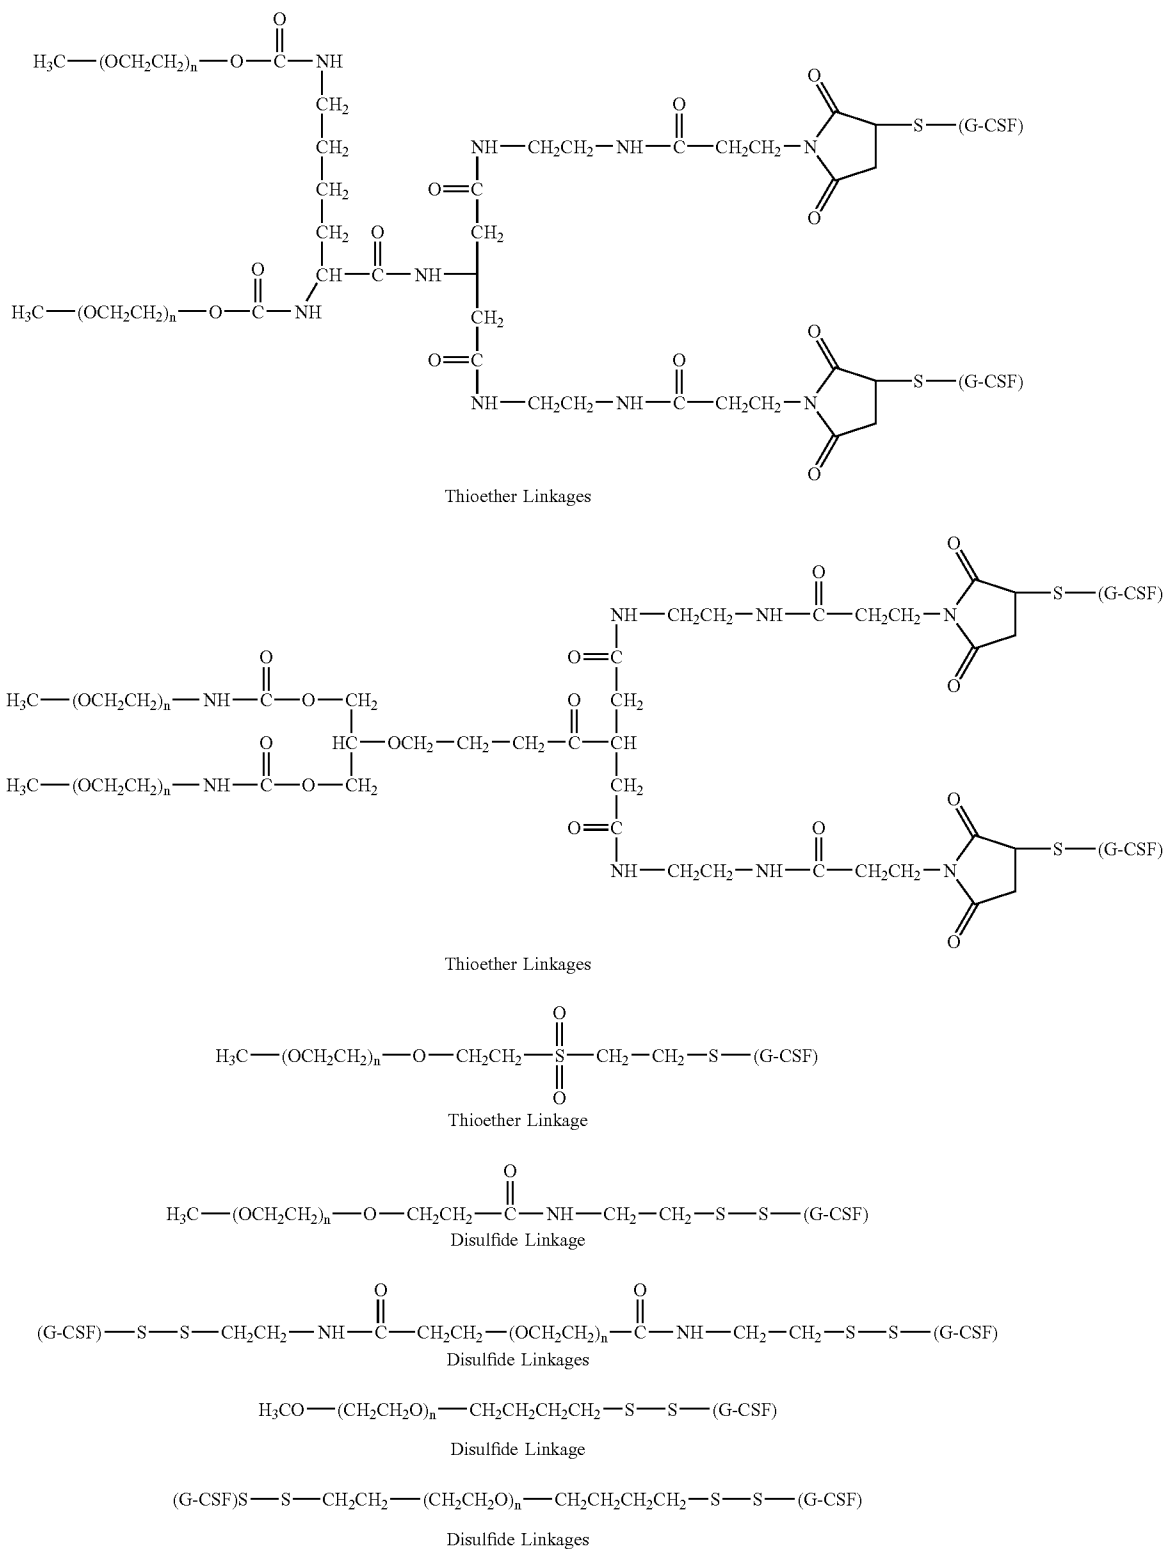 O
H₃C—(OCH₂CH₂)ₙ—O—C—NH
CH₂
CH₂
CH₂
CH₂
O
CH—C—NH
O
H₃C—(OCH₂CH₂)ₙ—O—C—NH
O O
NH—CH₂CH₂—NH—C—CH₂CH₂—N S—(G-CSF)
O=C
O
CH₂
CH₂
O=C
O O
NH—CH₂CH₂—NH—C—CH₂CH₂—N S—(G-CSF)
O
Thioether Linkages
O O
NH—CH₂CH₂—NH—C—CH₂CH₂—N S—(G-CSF)
O=C
O
O
H₃C—(OCH₂CH₂)ₙ—NH—C—O—CH₂
CH₂
O
HC—OCH₂—CH₂—CH₂—C—CH
O
H₃C—(OCH₂CH₂)ₙ—NH—C—O—CH₂
CH₂
O=C
O O
NH—CH₂CH₂—NH—C—CH₂CH₂—N S—(G-CSF)
O
Thioether Linkages
O
H₃C—(OCH₂CH₂)ₙ—O—CH₂CH₂—S—CH₂—CH₂—S—(G-CSF)
O
Thioether Linkage
O
H₃C—(OCH₂CH₂)ₙ—O—CH₂CH₂—C—NH—CH₂—CH₂—S—S—(G-CSF)
Disulfide Linkage
O O
(G-CSF)—S—S—CH₂CH₂—NH—C—CH₂CH₂—(OCH₂CH₂)ₙ—C—NH—CH₂—CH₂—S—S—(G-CSF)
Disulfide Linkages
H₃CO—(CH₂CH₂O)ₙ—CH₂CH₂CH₂CH₂—S—S—(G-CSF)
Disulfide Linkage
(G-CSF)S—S—CH₂CH₂—(CH₂CH₂O)ₙ—CH₂CH₂CH₂CH₂—S—S—(G-CSF)
Disulfide Linkages